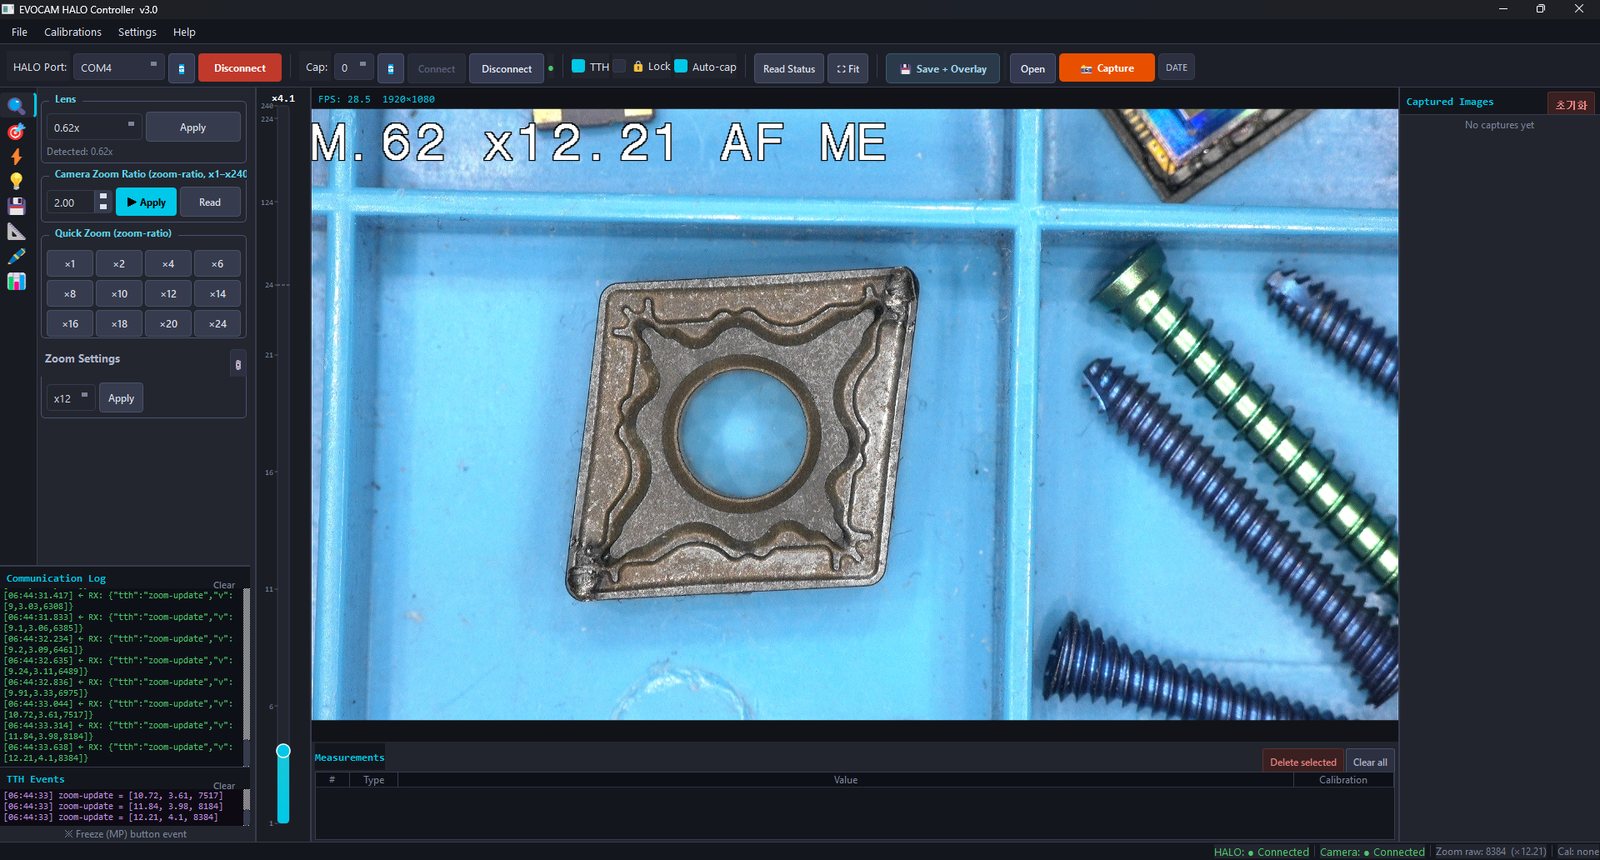 EVOCAM HALO Controller v3.0
File Calibrations Settings Help
HALO Port: COM4 Disconnect Cap: 0 Connect Disconnect TTH Lock Auto-cap Read Status Fit Save + Overlay Open Capture DATE
Lens
0.62x Apply
Detected: 0.62x
Camera Zoom Ratio (zoom-ratio, x1~x240
2.00 Apply Read
Quick Zoom (zoom-ratio)
×1 ×2 ×4 ×6
×8 ×10 ×12 ×14
×16 ×18 ×20 ×24
Zoom Settings
x12 Apply
Communication Log
Clear
[06:44:31.417] ← RX: {"tth":"zoom-update","v":
[9,3.03,6308]}
[06:44:31.833] ← RX: {"tth":"zoom-update","v":
[9.1,3.06,6385]}
[06:44:32.234] ← RX: {"tth":"zoom-update","v":
[9.2,3.09,6461]}
[06:44:32.635] ← RX: {"tth":"zoom-update","v":
[9.24,3.11,6489]}
[06:44:32.836] ← RX: {"tth":"zoom-update","v":
[9.91,3.33,6975]}
[06:44:33.044] ← RX: {"tth":"zoom-update","v":
[10.72,3.61,7517]}
[06:44:33.314] ← RX: {"tth":"zoom-update","v":
[11.84,3.98,8184]}
[06:44:33.638] ← RX: {"tth":"zoom-update","v":
[12.21,4.1,8384]}
TTH Events
Clear
[06:44:33] zoom-update = [10.72, 3.61, 7517]
[06:44:33] zoom-update = [11.84, 3.98, 8184]
[06:44:33] zoom-update = [12.21, 4.1, 8384]
※ Freeze (MP) button event
×4.1
240
224
124
24
21
16
11
6
1
FPS: 28.5 1920×1080
M.62 x12.21 AF ME
Measurements
Delete selected Clear all
# Type Value Calibration
Captured Images 초기화
No captures yet
HALO: ● Connected Camera: ● Connected Zoom raw: 8384 (×12.21) Cal: none